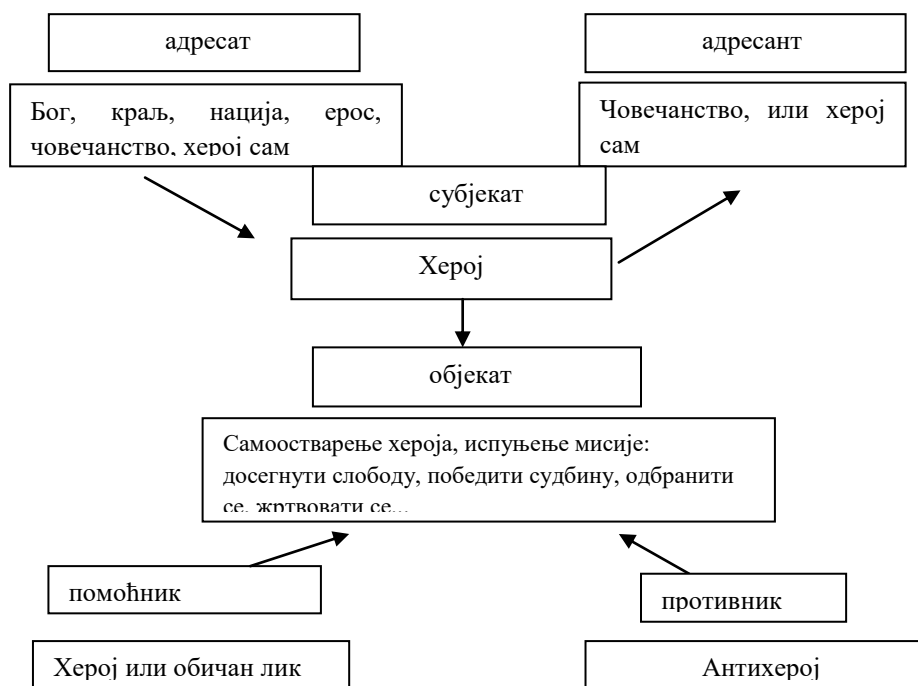 адресат
адресант
Бог, краљ, нација, ерос,
човечанство, херој сам
Човечанство, или херој
сам
субјекат
Херој
објекат
Самоостварење хероја, испуњење мисије:
досегнути слободу, победити судбину, одбранити
се, жртвовати се...
помоћник
противник
Херој или обичан лик
Антихерој